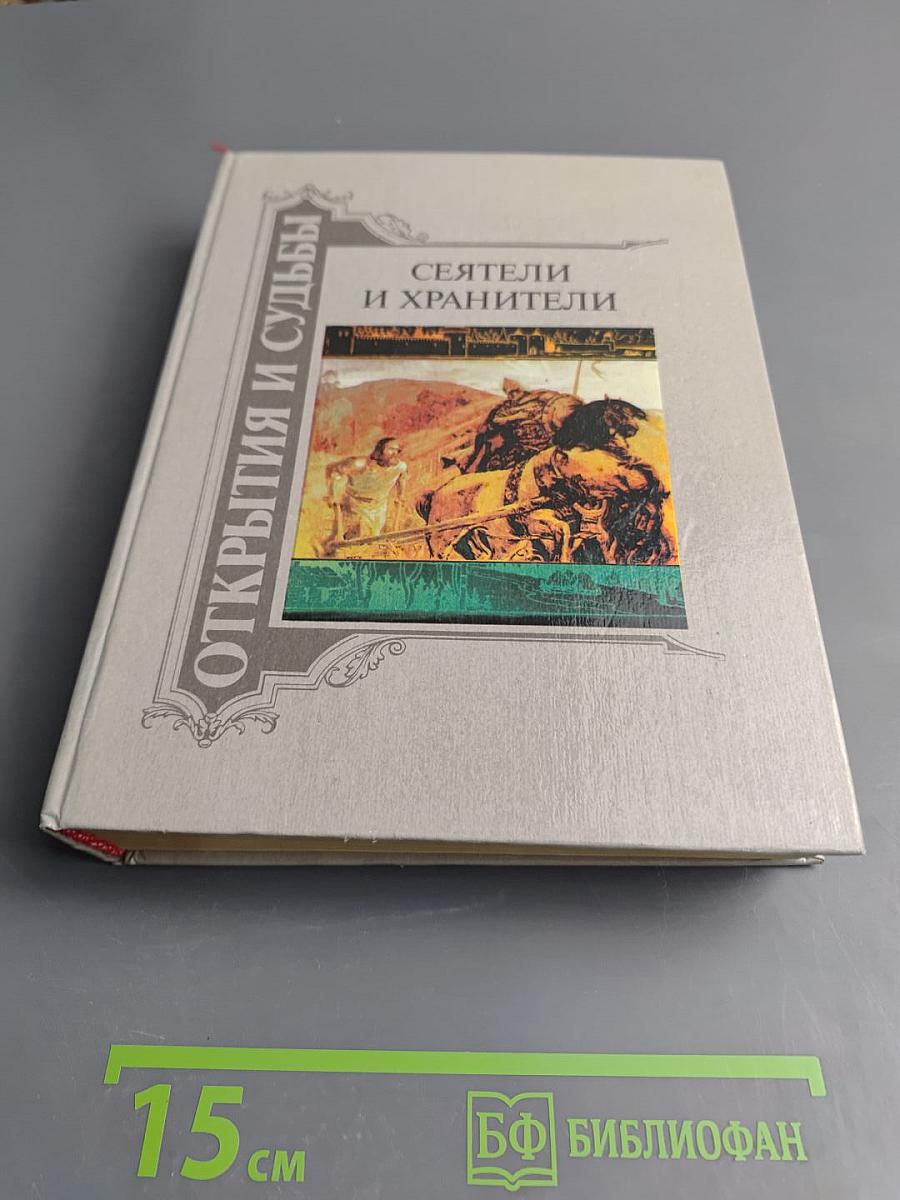 ОТКРЫТИЯ И СУДЬБЫ
СЕЯТЕЛИ
И ХРАНИТЕЛИ
15 см
БФ БИБЛИОФАН